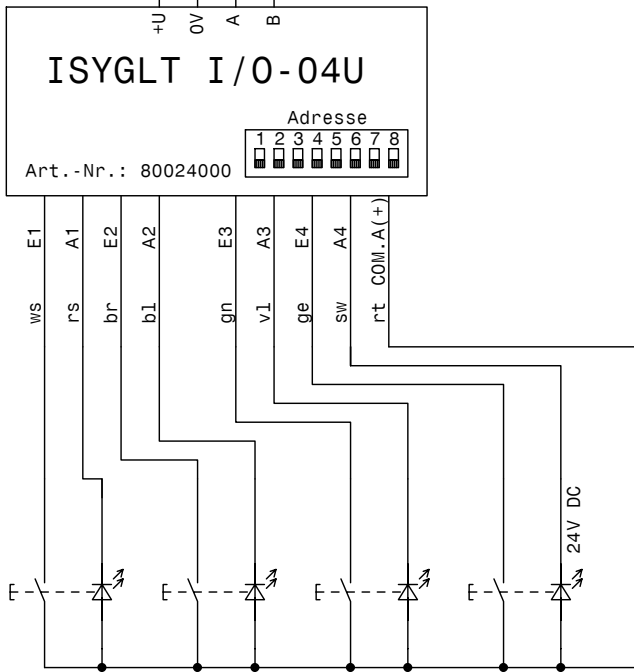 +U 0V A B
ISYGLT I/O-04U
Adresse
1 2 3 4 5 6 7 8
Art.-Nr.: 80024000
E1 A1 E2 A2 E3 A3 E4 A4 COM.A(+)
ws rs br bl gn vl ge sw rt
24V DC